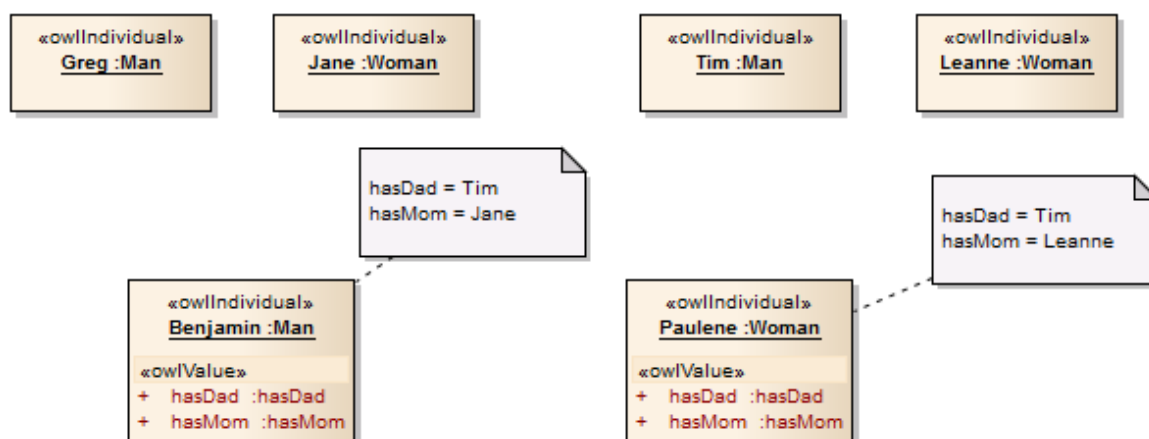 «owlIndividual»
Greg :Man
«owlIndividual»
Jane :Woman
«owlIndividual»
Tim :Man
«owlIndividual»
Leanne :Woman
hasDad = Tim
hasMom = Jane
hasDad = Tim
hasMom = Leanne
«owlIndividual»
Benjamin :Man
«owlValue»
+ hasDad :hasDad
+ hasMom :hasMom
«owlIndividual»
Paulene :Woman
«owlValue»
+ hasDad :hasDad
+ hasMom :hasMom